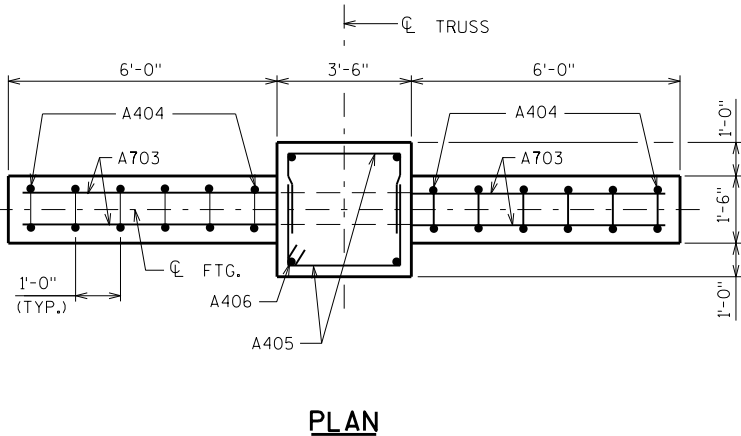 ℄ TRUSS
6'-0" 3'-6" 6'-0"
A404 A404
1'-0"
A703 A703
1'-6"
℄ FTG.
1'-0"
(TYP.)
A406
1'-0"
A405
PLAN